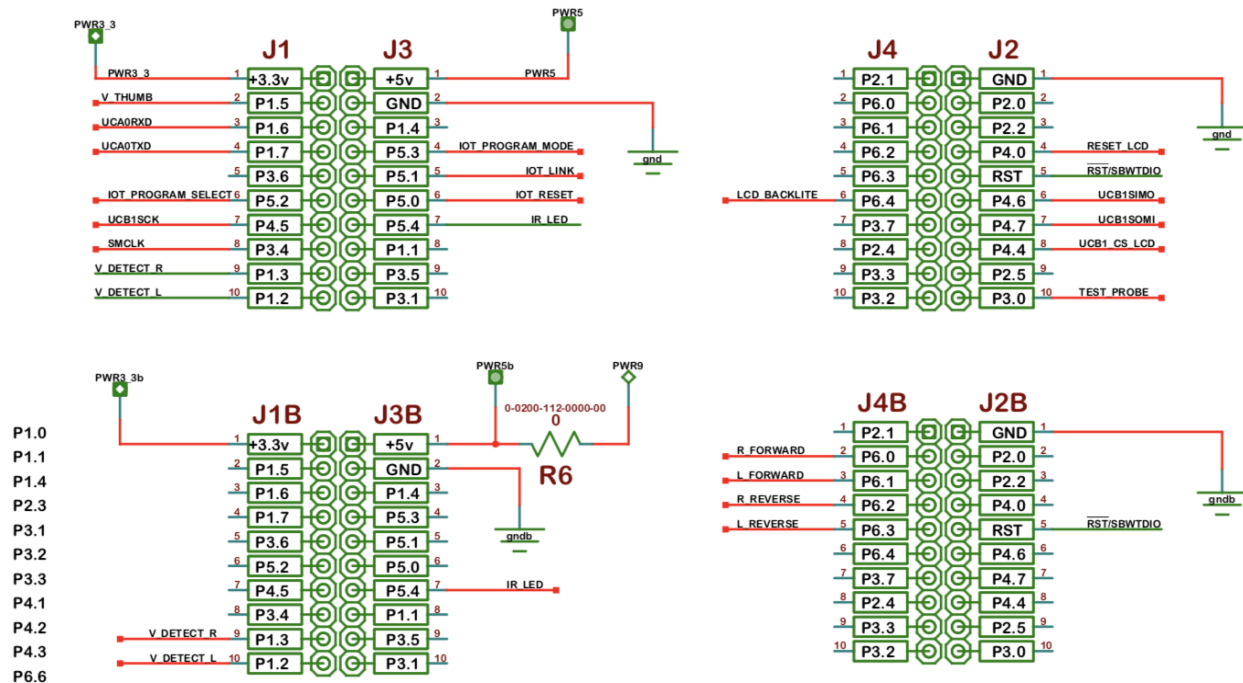 PWR3_3
PWR5
J1 J3
PWR3_3 1 +3.3v +5v 1 PWR5
V_THUMB 2 P1.5 GND 2
UCA0RXD 3 P1.6 P1.4 3
UCA0TXD 4 P1.7 P5.3 4 IOT_PROGRAM_MODE
5 P3.6 P5.1 5 IOT_LINK
IOT_PROGRAM_SELECT 6 P5.2 P5.0 6 IOT_RESET
UCB1SCK 7 P4.5 P5.4 7 IR_LED
SMCLK 8 P3.4 P1.1 8
V_DETECT_R 9 P1.3 P3.5 9
V_DETECT_L 10 P1.2 P3.1 10
gnd
J4 J2
1 P2.1 GND 1
2 P6.0 P2.0 2
3 P6.1 P2.2 3
4 P6.2 P4.0 4 RESET_LCD
5 P6.3 RST 5 RST/SBWTDIO
LCD_BACKLITE 6 P6.4 P4.6 6 UCB1SIMO
7 P3.7 P4.7 7 UCB1SOMI
8 P2.4 P4.4 8 UCB1_CS_LCD
9 P3.3 P2.5 9
10 P3.2 P3.0 10 TEST_PROBE
gnd
P1.0
P1.1
P1.4
P2.3
P3.1
P3.2
P3.3
P4.1
P4.2
P4.3
P6.6
PWR3_3b
PWR5b
PWR9
J1B J3B
0-0200-112-0000-00
0
R6
1 +3.3v +5v 1
2 P1.5 GND 2
3 P1.6 P1.4 3
4 P1.7 P5.3 4
5 P3.6 P5.1 5
6 P5.2 P5.0 6
7 P4.5 P5.4 7 IR_LED
8 P3.4 P1.1 8
V_DETECT_R 9 P1.3 P3.5 9
V_DETECT_L 10 P1.2 P3.1 10
gndb
J4B J2B
1 P2.1 GND 1
R_FORWARD 2 P6.0 P2.0 2
L_FORWARD 3 P6.1 P2.2 3
R_REVERSE 4 P6.2 P4.0 4
L_REVERSE 5 P6.3 RST 5 RST/SBWTDIO
6 P6.4 P4.6 6
7 P3.7 P4.7 7
8 P2.4 P4.4 8
9 P3.3 P2.5 9
10 P3.2 P3.0 10
gndb